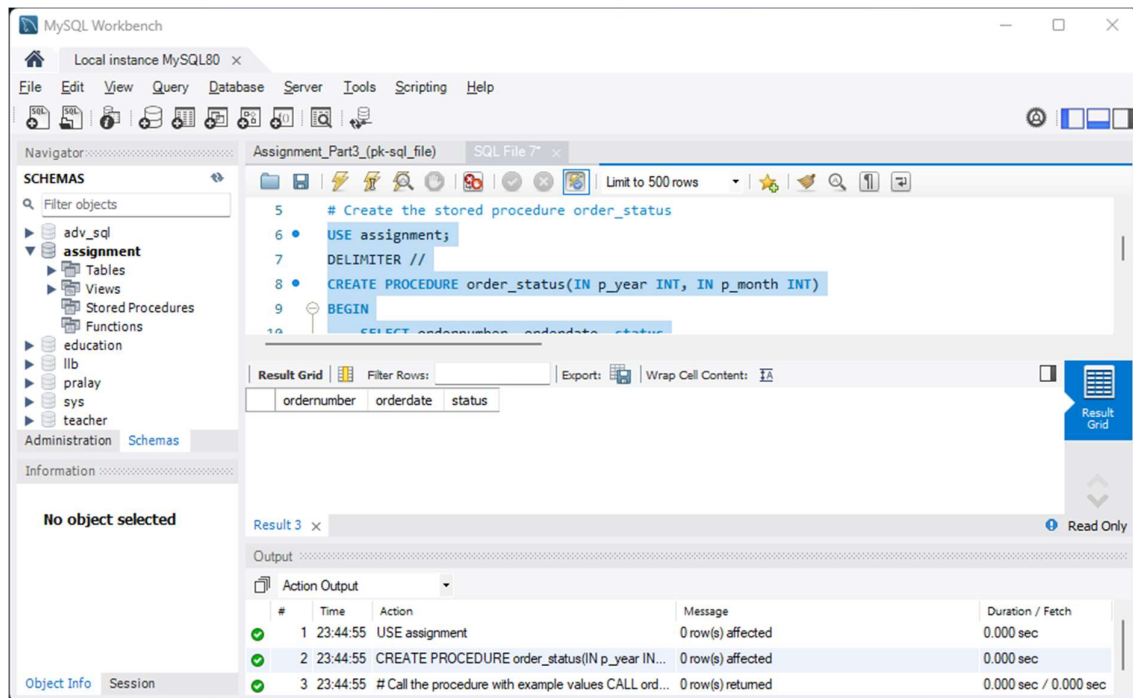 MySQL Workbench
Local instance MySQL80
File Edit View Query Database Server Tools Scripting Help
Navigator
SCHEMAS
Filter objects
adv_sql
assignment
Tables
Views
Stored Procedures
Functions
education
llb
pralay
sys
teacher
Administration Schemas
Information
No object selected
Object Info Session
Assignment_Part3_(pk-sql_file) SQL File 7*
Limit to 500 rows
5 # Create the stored procedure order_status
6 USE assignment;
7 DELIMITER //
8 CREATE PROCEDURE order_status(IN p_year INT, IN p_month INT)
9 BEGIN
10 SELECT ordernumber, orderdate, status
Result Grid Filter Rows: Export: Wrap Cell Content:
ordernumber orderdate status
Result Grid
Result 3 Read Only
Output
Action Output
# Time Action Message Duration / Fetch
1 23:44:55 USE assignment 0 row(s) affected 0.000 sec
2 23:44:55 CREATE PROCEDURE order_status(IN p_year IN... 0 row(s) affected 0.000 sec
3 23:44:55 # Call the procedure with example values CALL ord... 0 row(s) returned 0.000 sec / 0.000 sec